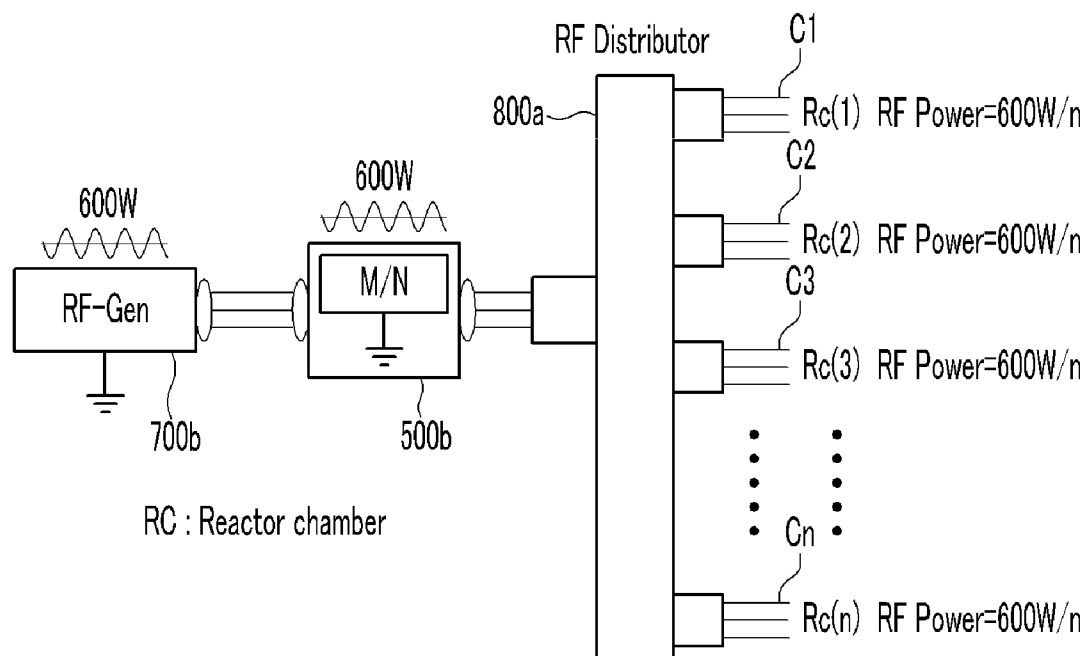 RF Distributor
C1
800a
Rc(1) RF Power=600W/n
C2
600W
600W
Rc(2) RF Power=600W/n
M/N
RF-Gen
C3
Rc(3) RF Power=600W/n
700b
500b
RC : Reactor chamber
Cn
Rc(n) RF Power=600W/n